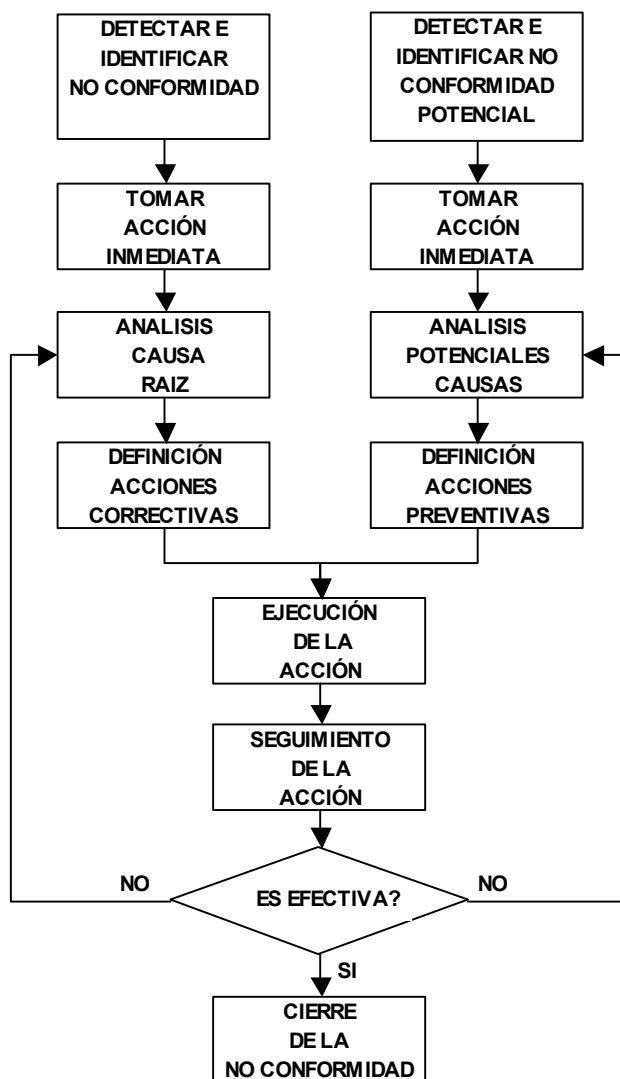 DETECTAR E
IDENTIFICAR
NO CONFORMIDAD
DETECTAR E
IDENTIFICAR NO
CONFORMIDAD
POTENCIAL
TOMAR
ACCIÓN
INMEDIATA
TOMAR
ACCIÓN
INMEDIATA
ANALISIS
CAUSA
RAIZ
ANALISIS
POTENCIALES
CAUSAS
DEFINICIÓN
ACCIONES
CORRECTIVAS
DEFINICIÓN
ACCIONES
PREVENTIVAS
EJECUCIÓN
DE LA
ACCIÓN
SEGUIMIENTO
DE LA
ACCIÓN
NO
ES EFECTIVA?
NO
SI
CIERRE
DE LA
NO CONFORMIDAD